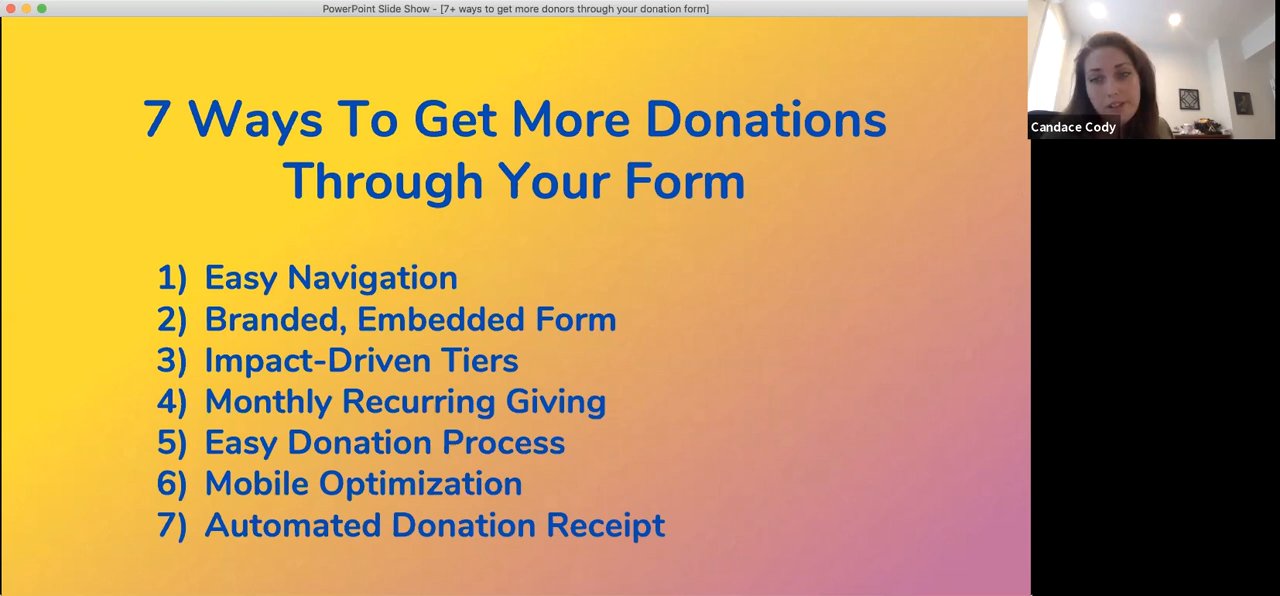 PowerPoint Slide Show - [7+ ways to get more donors through your donation form]
7 Ways To Get More Donations
Through Your Form
1) Easy Navigation
2) Branded, Embedded Form
3) Impact-Driven Tiers
4) Monthly Recurring Giving
5) Easy Donation Process
6) Mobile Optimization
7) Automated Donation Receipt
Candace Cody